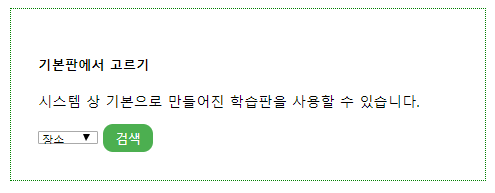 기본판에서 고르기
시스템 상 기본으로 만들어진 학습판을 사용할 수 있습니다.
장소 ▼ 검색